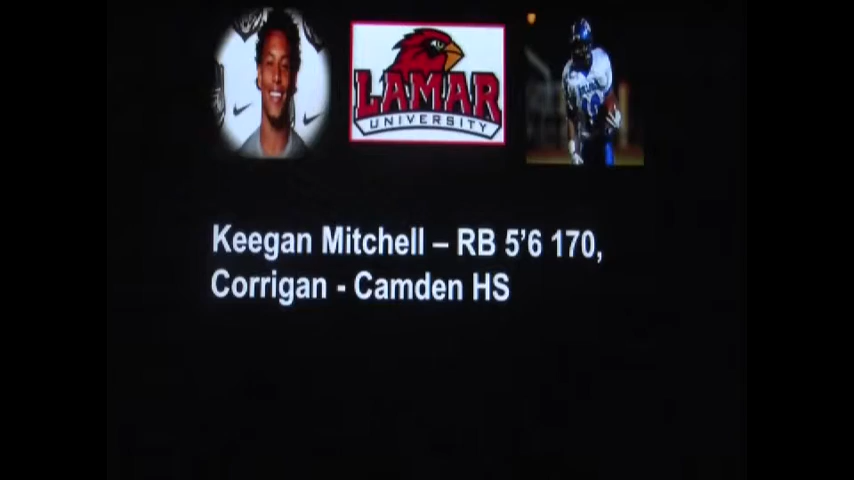 LAMAR
UNIVERSITY
Keegan Mitchell – RB 5’6 170,
Corrigan - Camden HS